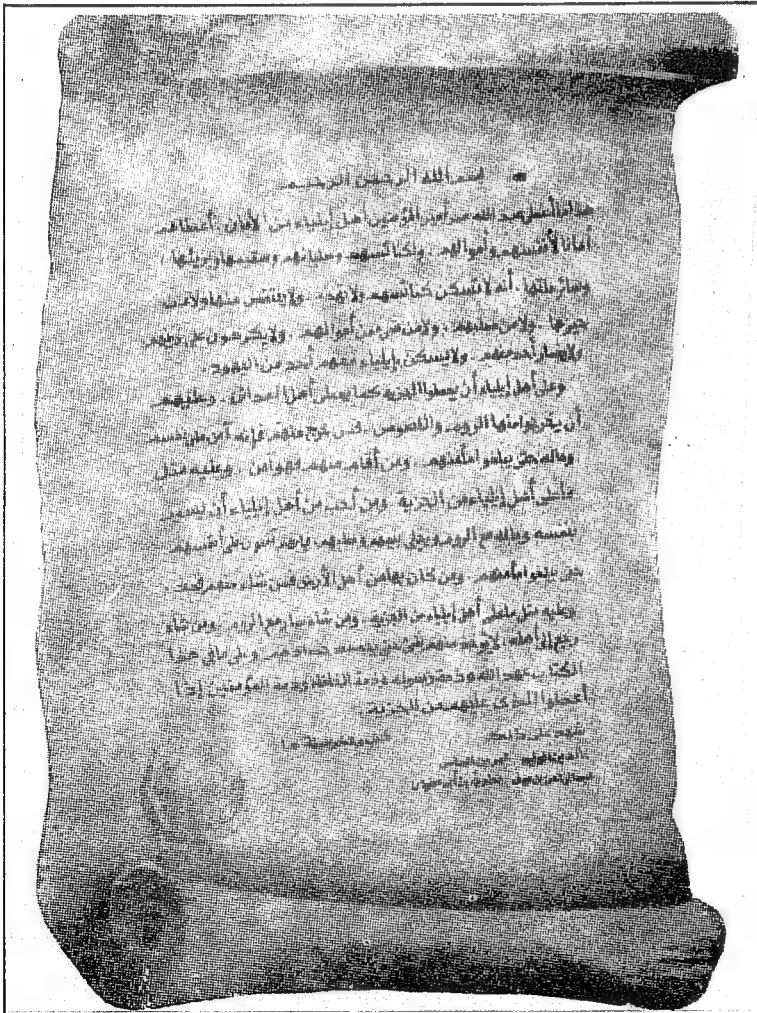 بسم الله الرحمن الرحيم
هذا ما أعطى عبد الله عمر أمير المؤمنين أهل إيلياء من الأمان . أعطاهم
أمانا لأنفسهم وأموالهم . ولكنائسهم وصلبانهم وسقيمها وبريئها
وسائر ملتها . أنه لا تسكن كنائسهم ولا تهدم . ولا ينتقص منها ولا من
حيزها . ولا من صليبهم . ولا من شيء من أموالهم . ولا يكرهون على دينهم
ولا يضار أحد منهم . ولا يسكن بإيلياء معهم أحد من اليهود .
وعلى أهل إيلياء أن يعطوا الجزية كما يعطي أهل المدائن . وعليهم
أن يخرجوا منها الروم واللصوص . فمن خرج منهم فإنه آمن على نفسه
وماله حتى يبلغوا مأمنهم . ومن أقام منهم فهو آمن . وعليه مثل
ما على أهل إيلياء من الجزية . ومن أحب من أهل إيلياء أن يسير
بنفسه وماله مع الروم ويخلي بيعهم وصلبهم فإنهم آمنون على أنفسهم
حتى يبلغوا مأمنهم . ومن كان بها من أهل الأرض فمن شاء منهم قعد .
وعليه مثل ما على أهل إيلياء من الجزية . ومن شاء سار مع الروم . ومن شاء
رجع إلى أهله . لا يؤخذ منهم شيء حتى يحصد حصادهم . وعلى ما في هذا
الكتاب عهد الله وذمة رسوله وذمة الخلفاء وذمة المؤمنين إذا
أعطوا الذي عليهم من الجزية .
شهد على ذلك كتب وحضر سنة
خالد بن الوليد عمرو بن العاص
عبد الرحمن بن عوف معاوية بن أبي سفيان